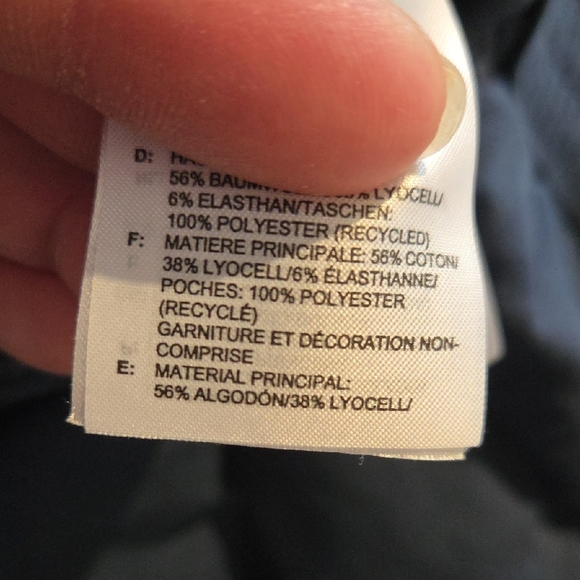 D:
56% LYOCELL/
6% ELASTHAN/TASCHEN:
100% POLYESTER (RECYCLED)
F: MATIERE PRINCIPALE: 56% COTON/
38% LYOCELL/6% ÉLASTHANNE/
POCHES: 100% POLYESTER
(RECYCLÉ)
GARNITURE ET DÉCORATION NON-
COMPRISE
E: MATERIAL PRINCIPAL:
56% ALGODÓN/38% LYOCELL/